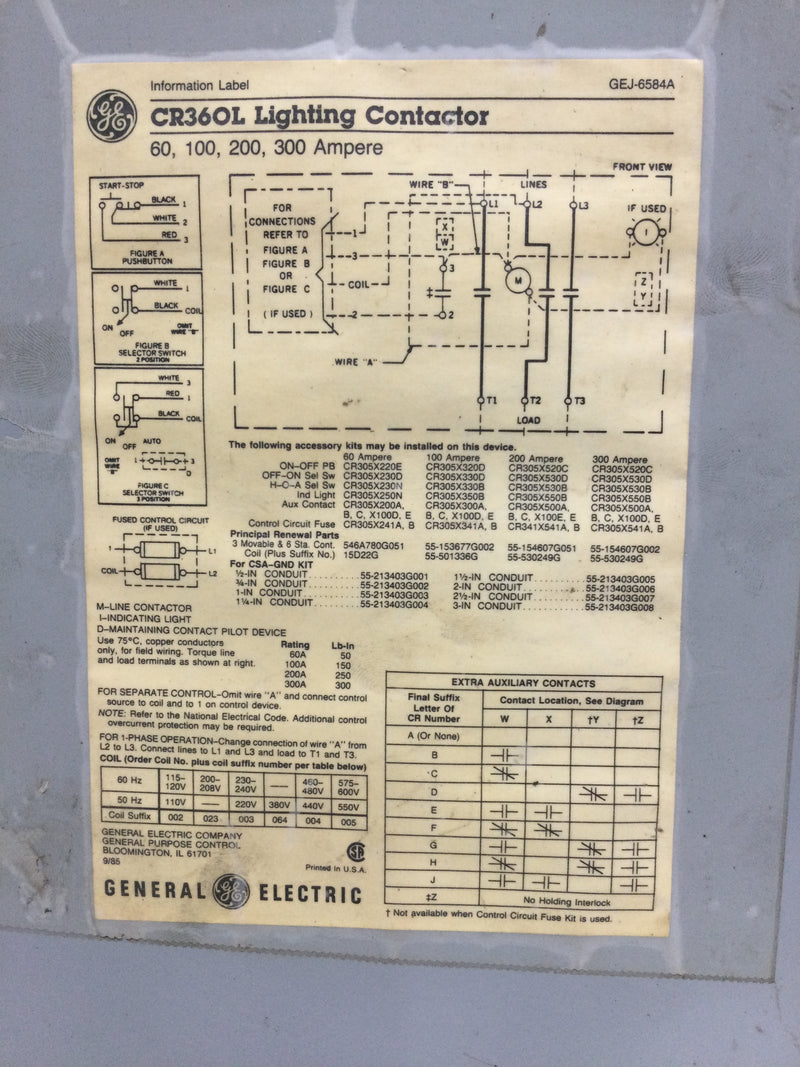 Information Label GEJ-6584A
GE
CR360L Lighting Contactor
60, 100, 200, 300 Ampere
FRONT VIEW
START-STOP
BLACK 1
WHITE 2
RED 3
FIGURE A
PUSHBUTTON
WHITE 1
BLACK COIL
ON OFF
OMIT
WIRE "B"
FIGURE B
SELECTOR SWITCH
2 POSITION
WHITE 3
RED 1
BLACK COIL
ON OFF AUTO
OMIT
WIRE "B"
1 3
D
FIGURE C
SELECTOR SWITCH
3 POSITION
FOR
CONNECTIONS
REFER TO
FIGURE A
FIGURE B
OR
FIGURE C
( IF USED )
1
3
COIL
2
WIRE "B" LINES
L1 L2 L3
X
W
3
‡
2
M
IF USED
I
Z
Y
WIRE "A"
T1 T2 T3
LOAD
The following accessory kits may be installed on this device.
60 Ampere 100 Ampere 200 Ampere 300 Ampere
ON-OFF PB CR305X220E CR305X320D CR305X520C CR305X520C
OFF-ON Sel Sw CR305X230D CR305X330D CR305X530D CR305X530D
H-O-A Sel Sw CR305X230N CR305X330B CR305X530B CR305X530B
Ind Light CR305X250N CR305X350B CR305X550B CR305X550B
Aux Contact CR305X200A, CR305X300A, CR305X500A, CR305X500A,
B, C, X100D, E B, C, X100D, E B, C, X100E, E B, C, X100D, E
Control Circuit Fuse CR305X241A, B CR305X341A, B CR341X541A, B CR305X541A, B
Principal Renewal Parts
3 Movable & 6 Sta. Cont. 546A780G051 55-153677G002 55-154607G051 55-154607G002
Coil (Plus Suffix No.) 15D22G 55-501336G 55-530249G 55-530249G
For CSA-GND KIT
½-IN CONDUIT 55-213403G001 1½-IN CONDUIT 55-213403G005
¾-IN CONDUIT 55-213403G002 2-IN CONDUIT 55-213403G006
1-IN CONDUIT 55-213403G003 2½-IN CONDUIT 55-213403G007
1¼-IN CONDUIT 55-213403G004 3-IN CONDUIT 55-213403G008
FUSED CONTROL CIRCUIT
(IF USED)
1 L1
COIL L2
M-LINE CONTACTOR
I-INDICATING LIGHT
D-MAINTAINING CONTACT PILOT DEVICE
Use 75°C, copper conductors
only, for field wiring. Torque line
and load terminals as shown at right.
Rating Lb-In
60A 50
100A 150
200A 250
300A 300
FOR SEPARATE CONTROL-Omit wire "A" and connect control
source to coil and to 1 on control device.
NOTE: Refer to the National Electrical Code. Additional control
overcurrent protection may be required.
FOR 1-PHASE OPERATION-Change connection of wire "A" from
L2 to L3. Connect lines to L1 and L3 and load to T1 and T3.
COIL (Order Coil No. plus coil suffix number per table below)
60 Hz 115-120V 200-208V 230-240V —— 460-480V 575-600V
50 Hz 110V —— 220V 380V 440V 550V
Coil Suffix 002 023 003 064 004 005
GENERAL ELECTRIC COMPANY
GENERAL PURPOSE CONTROL
BLOOMINGTON, IL 61701
9/85
Printed in U.S.A.
GENERAL GE ELECTRIC
EXTRA AUXILIARY CONTACTS
Final Suffix
Letter Of
CR Number
Contact Location, See Diagram
W X †Y †Z
A (Or None)
B
C
D
E
F
G
H
J
‡Z No Holding Interlock
† Not available when Control Circuit Fuse Kit is used.